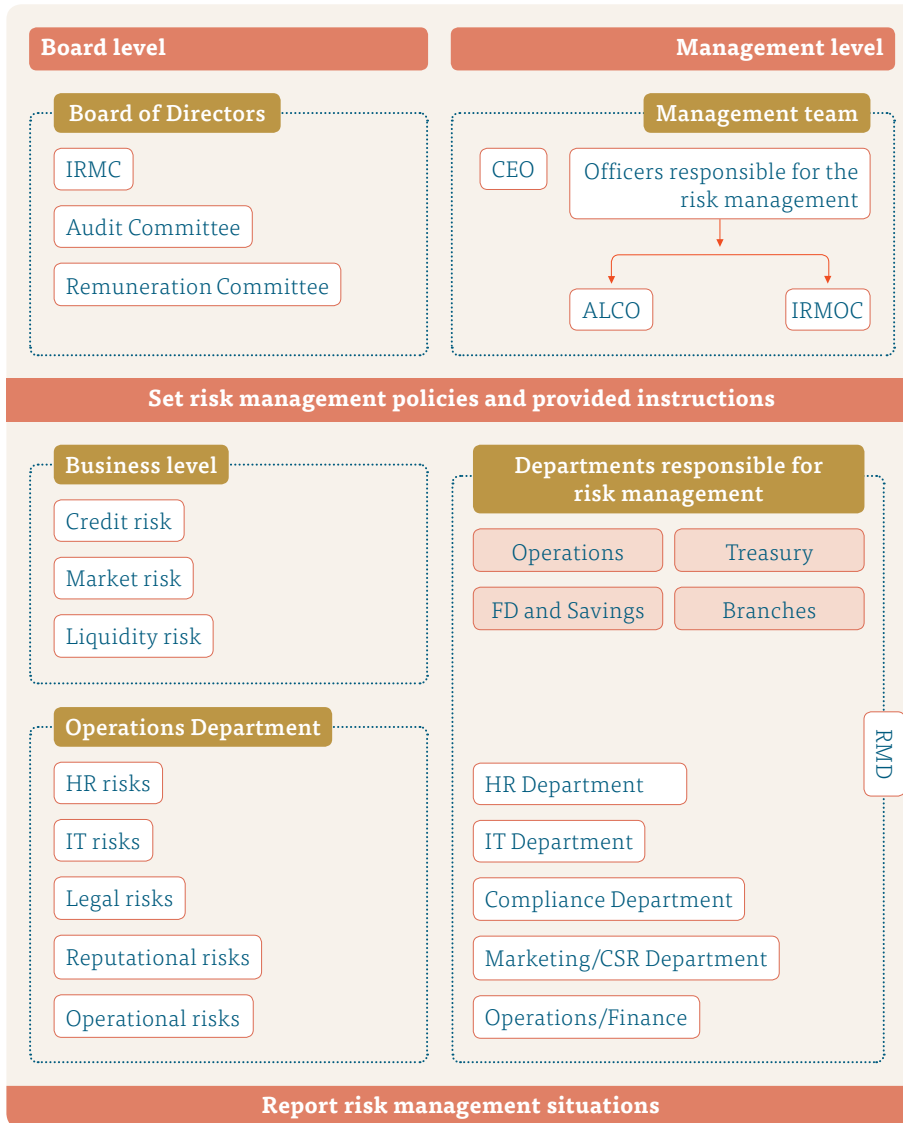 Board level
Management level
Board of Directors
IRMC
Audit Committee
Remuneration Committee
Management team
CEO
Officers responsible for the
risk management
ALCO
IRMOC
Set risk management policies and provided instructions
Business level
Credit risk
Market risk
Liquidity risk
Departments responsible for
risk management
Operations
Treasury
FD and Savings
Branches
Operations Department
HR risks
IT risks
Legal risks
Reputational risks
Operational risks
HR Department
IT Department
Compliance Department
Marketing/CSR Department
Operations/Finance
RMD
Report risk management situations